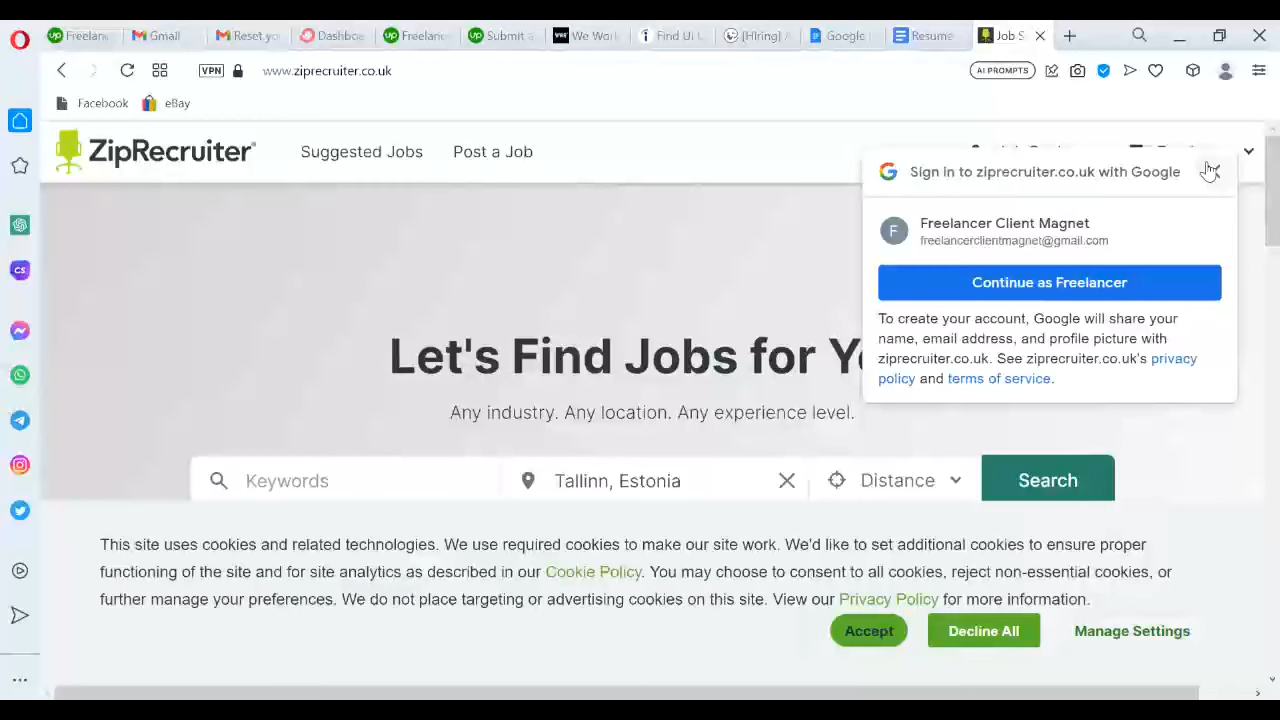 Freelanc
Gmail
Reset yo
Dashboa
Freelanc
Submit a
We Wor
Find UI U
[Hiring] A
Google
Resume
Job S
VPN
www.ziprecruiter.co.uk
AI PROMPTS
Facebook
eBay
ZipRecruiter
Suggested Jobs
Post a Job
Sign in to ziprecruiter.co.uk with Google
F
Freelancer Client Magnet
freelancerclientmagnet@gmail.com
Continue as Freelancer
To create your account, Google will share your
name, email address, and profile picture with
ziprecruiter.co.uk. See ziprecruiter.co.uk's privacy
policy and terms of service.
Let's Find Jobs for
Any industry. Any location. Any experience level.
Keywords
Tallinn, Estonia
Distance
Search
This site uses cookies and related technologies. We use required cookies to make our site work. We'd like to set additional cookies to ensure proper
functioning of the site and for site analytics as described in our Cookie Policy. You may choose to consent to all cookies, reject non-essential cookies, or
further manage your preferences. We do not place targeting or advertising cookies on this site. View our Privacy Policy for more information.
Accept
Decline All
Manage Settings